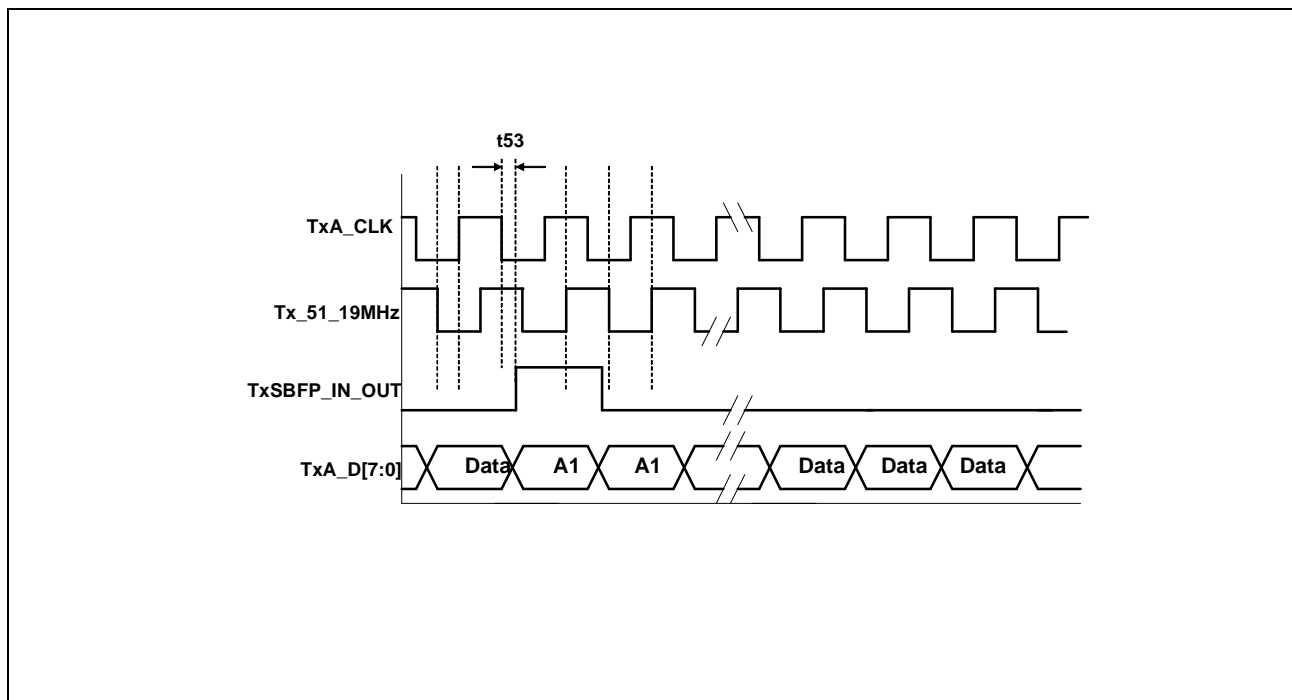 t53
TxA_CLK
Tx_51_19MHz
TxSBFP_IN_OUT
TxA_D[7:0] Data A1 A1 Data Data Data